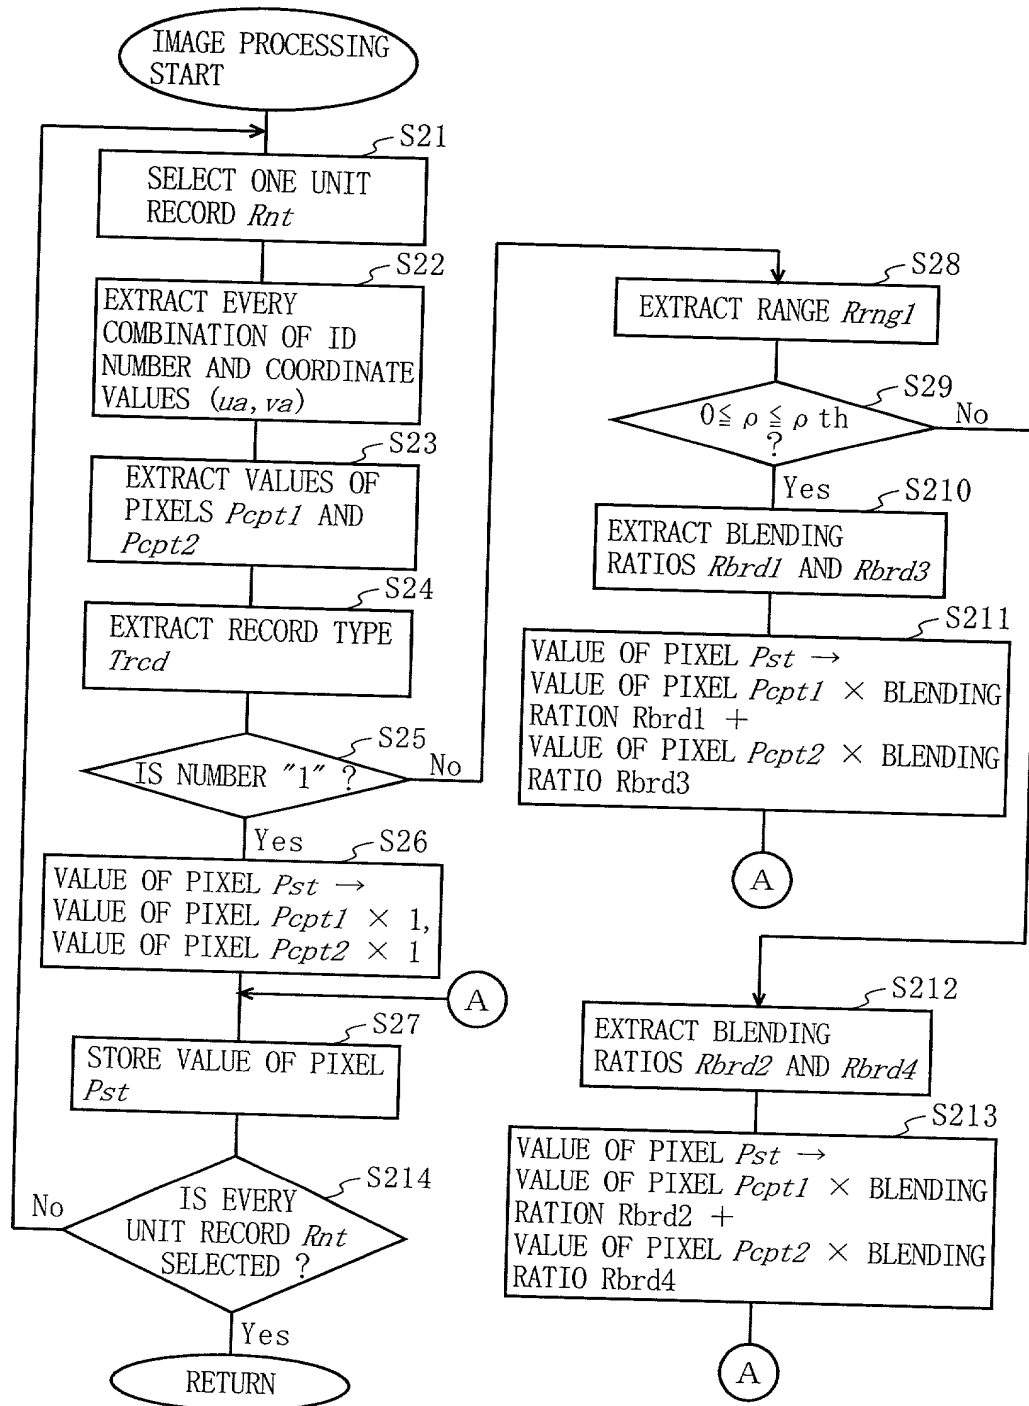 IMAGE PROCESSING
START
S21
SELECT ONE UNIT
RECORD Rnt
S22
EXTRACT EVERY
COMBINATION OF ID
NUMBER AND COORDINATE
VALUES (ua, va)
S23
EXTRACT VALUES OF
PIXELS Pcpt1 AND
Pcpt2
S24
EXTRACT RECORD TYPE
Trcd
S25
IS NUMBER "1" ?
No
Yes
S26
VALUE OF PIXEL Pst →
VALUE OF PIXEL Pcpt1 × 1,
VALUE OF PIXEL Pcpt2 × 1
A
S27
STORE VALUE OF PIXEL
Pst
S214
IS EVERY
UNIT RECORD Rnt
SELECTED ?
No
Yes
RETURN
S28
EXTRACT RANGE Rrng1
S29
0≦ ρ ≦ ρ th
?
No
Yes
S210
EXTRACT BLENDING
RATIOS Rbrd1 AND Rbrd3
S211
VALUE OF PIXEL Pst →
VALUE OF PIXEL Pcpt1 × BLENDING
RATION Rbrd1 +
VALUE OF PIXEL Pcpt2 × BLENDING
RATIO Rbrd3
A
S212
EXTRACT BLENDING
RATIOS Rbrd2 AND Rbrd4
S213
VALUE OF PIXEL Pst →
VALUE OF PIXEL Pcpt1 × BLENDING
RATION Rbrd2 +
VALUE OF PIXEL Pcpt2 × BLENDING
RATIO Rbrd4
A